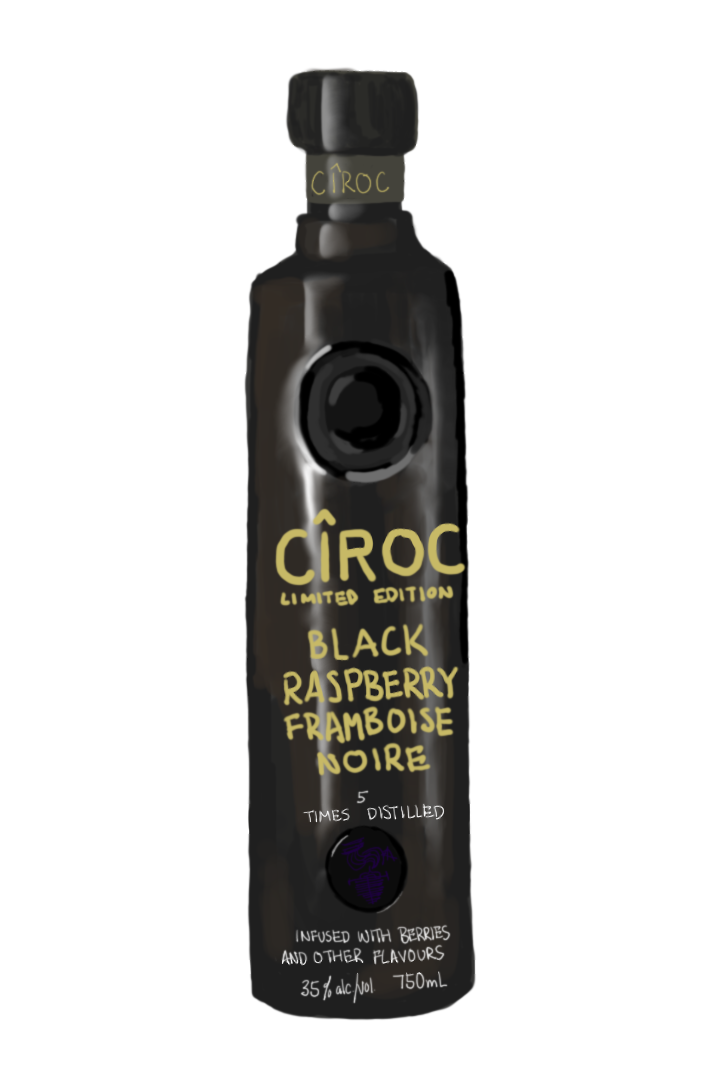 CÎROC
CÎROC
LIMITED EDITION
BLACK
RASPBERRY
FRAMBOISE
NOIRE
5
TIMES DISTILLED
INFUSED WITH BERRIES
AND OTHER FLAVOURS
35% alc/vol 750mL